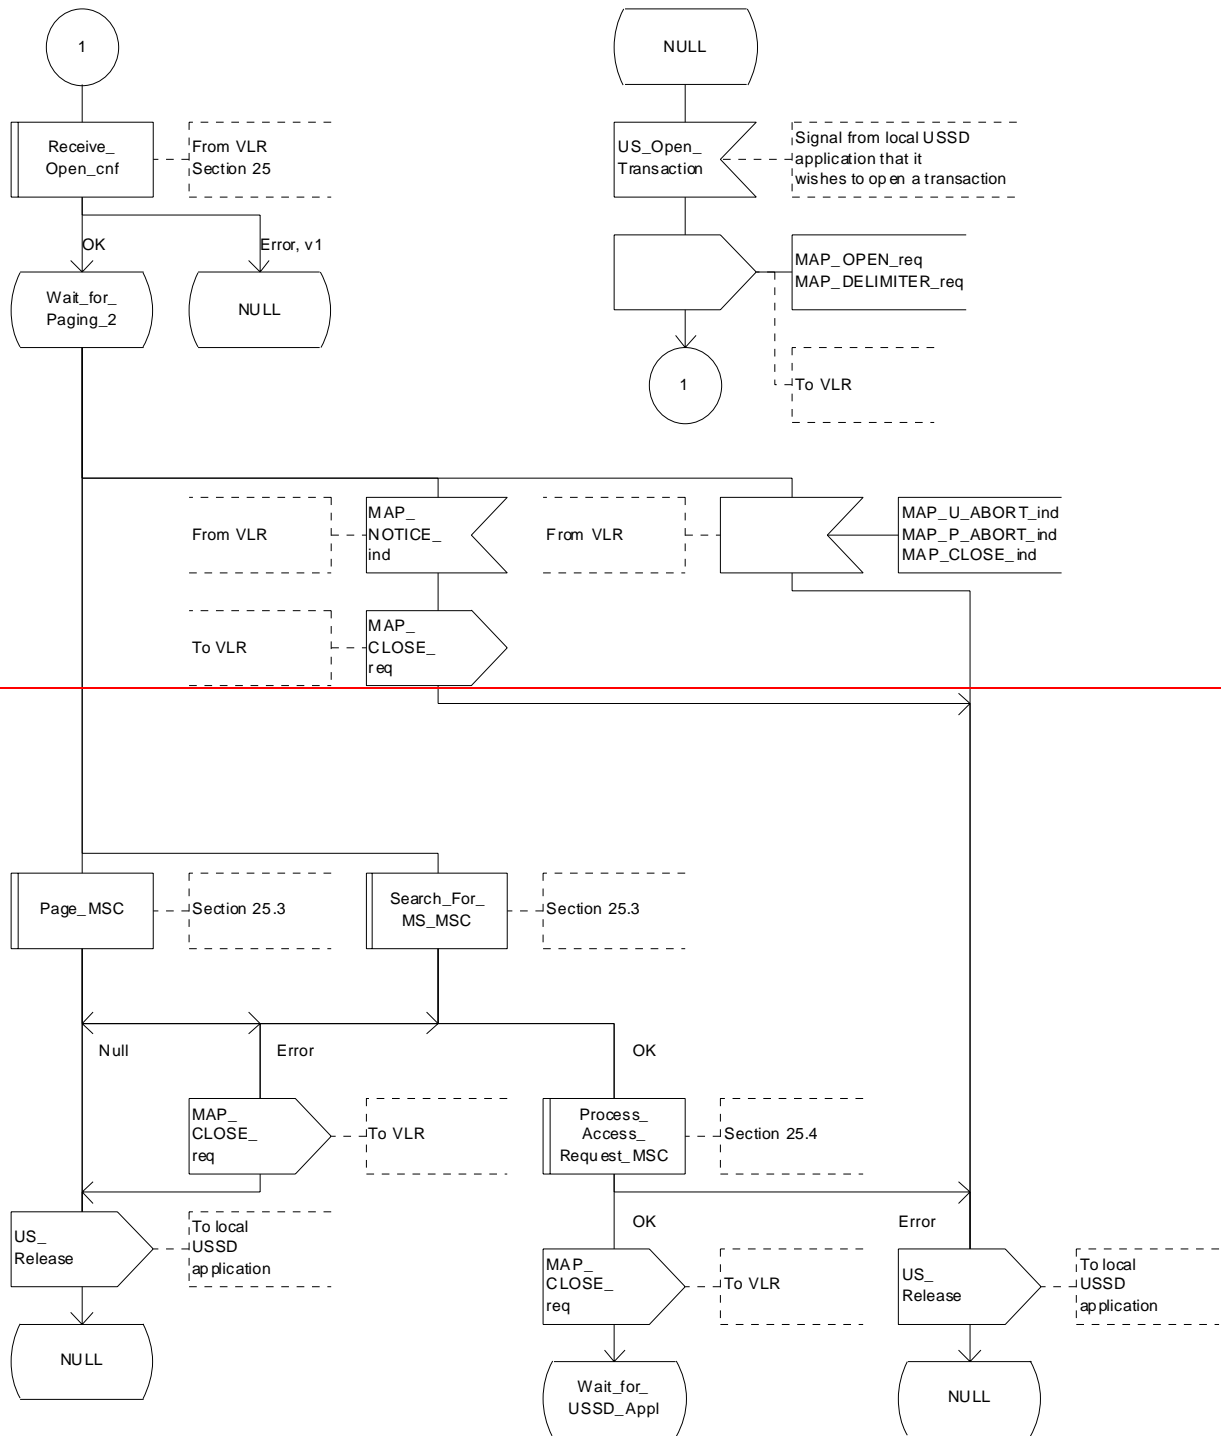 1
NULL
Receive_
Open_cnf
From VLR
Section 25
US_Open_
Transaction
Signal from local USSD
application that it
wishes to open a transaction
OK
Error, v1
MAP_OPEN_req
MAP_DELIMITER_req
Wait_for_
Paging_2
NULL
1
To VLR
From VLR
MAP_
NOTICE_
ind
From VLR
MAP_U_ABORT_ind
MAP_P_ABORT_ind
MAP_CLOSE_ind
To VLR
MAP_
CLOSE_
req
Page_MSC
Section 25.3
Search_For_
MS_MSC
Section 25.3
Null
Error
OK
MAP_
CLOSE_
req
To VLR
Process_
Access_
Request_MSC
Section 25.4
US_
Release
To local
USSD
application
OK
Error
MAP_
CLOSE_
req
To VLR
US_
Release
To local
USSD
application
NULL
Wait_for_
USSD_Appl
NULL